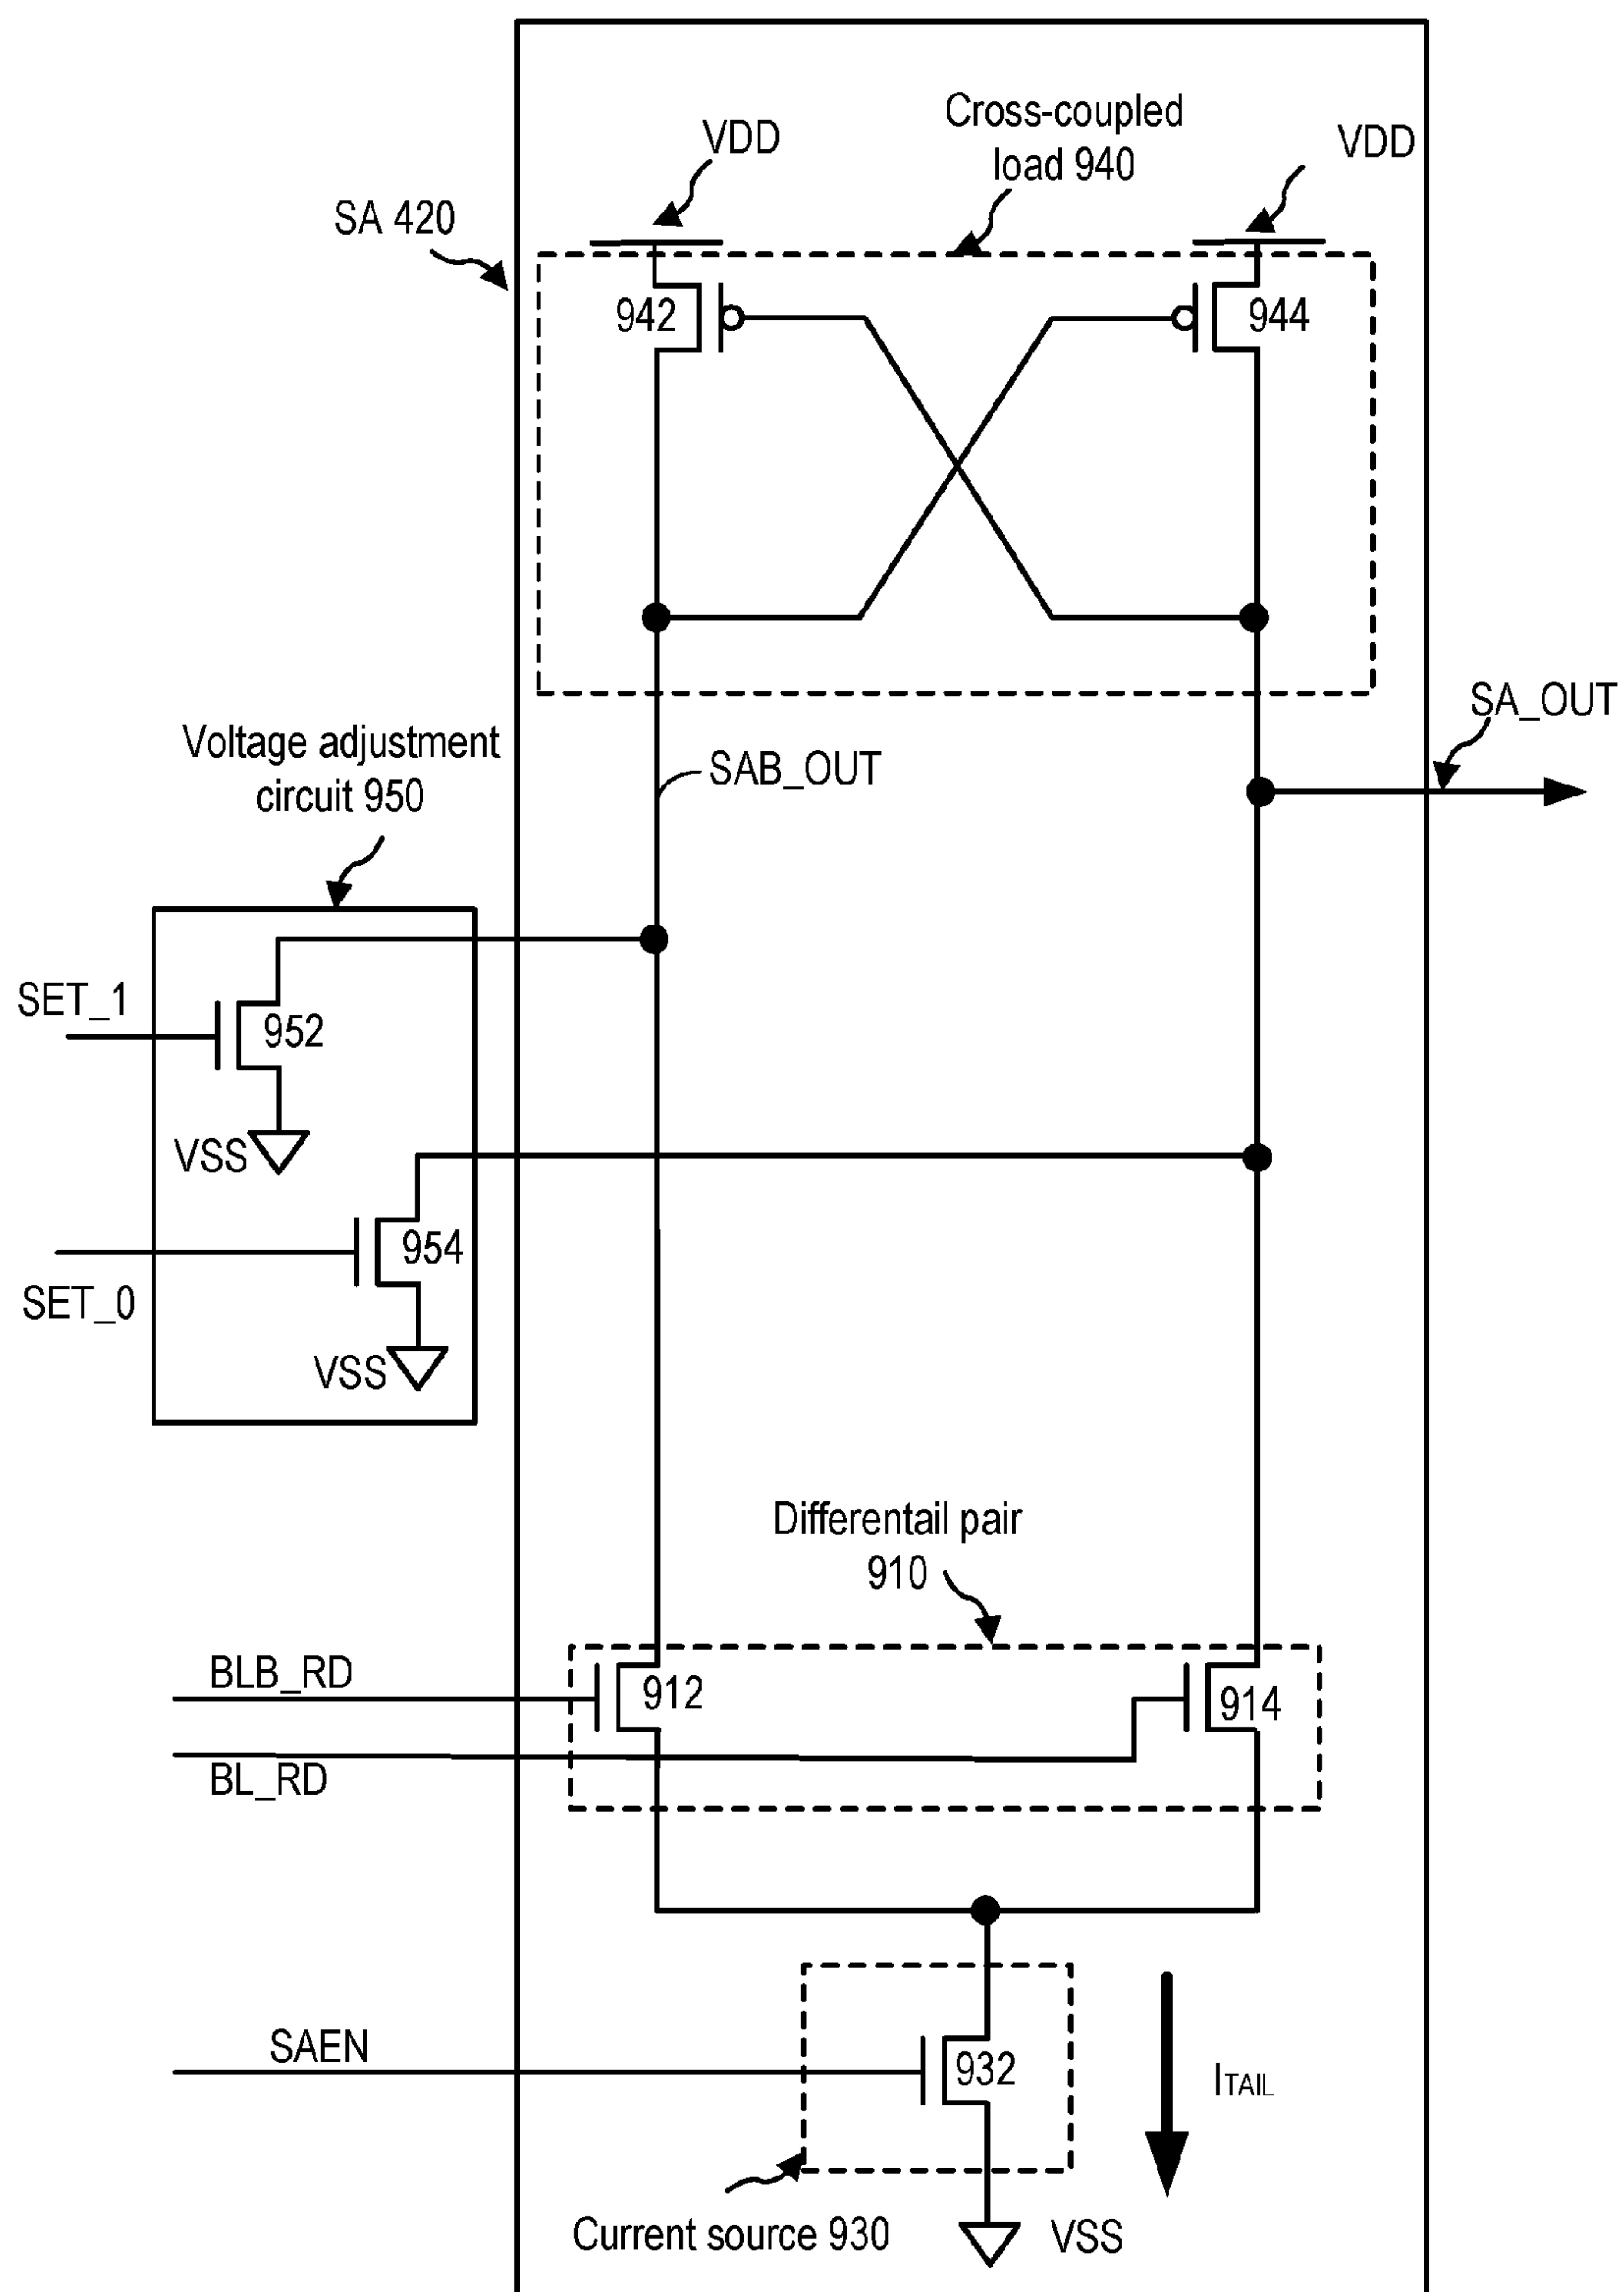 Cross-coupled
load 940
VDD
VDD
SA 420
942
944
SA_OUT
Voltage adjustment
circuit 950
SAB_OUT
SET_1
952
VSS
954
SET_0
VSS
Differentail pair
910
BLB_RD
912
914
BL_RD
SAEN
932
ITAIL
Current source 930
VSS